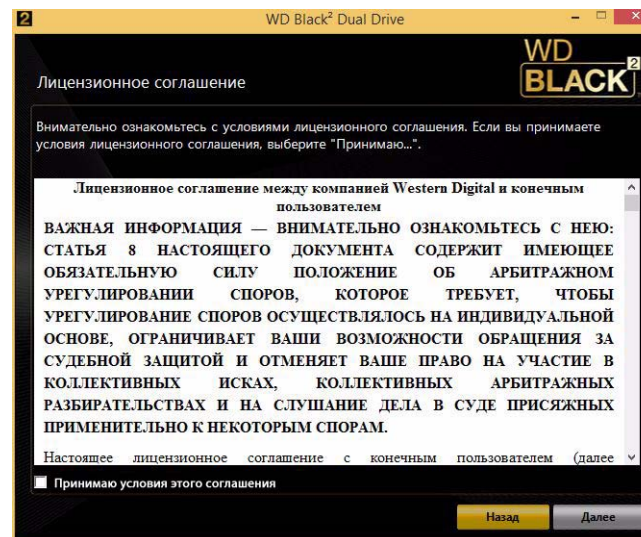 2 WD Black² Dual Drive
WD
BLACK 2
Лицензионное соглашение
Внимательно ознакомьтесь с условиями лицензионного соглашения. Если вы принимаете
условия лицензионного соглашения, выберите "Принимаю...".
Лицензионное соглашение между компанией Western Digital и конечным
пользователем
ВАЖНАЯ ИНФОРМАЦИЯ — ВНИМАТЕЛЬНО ОЗНАКОМЬТЕСЬ С НЕЮ:
СТАТЬЯ 8 НАСТОЯЩЕГО ДОКУМЕНТА СОДЕРЖИТ ИМЕЮЩЕЕ
ОБЯЗАТЕЛЬНУЮ СИЛУ ПОЛОЖЕНИЕ ОБ АРБИТРАЖНОМ
УРЕГУЛИРОВАНИИ СПОРОВ, КОТОРОЕ ТРЕБУЕТ, ЧТОБЫ
УРЕГУЛИРОВАНИЕ СПОРОВ ОСУЩЕСТВЛЯЛОСЬ НА ИНДИВИДУАЛЬНОЙ
ОСНОВЕ, ОГРАНИЧИВАЕТ ВАШИ ВОЗМОЖНОСТИ ОБРАЩЕНИЯ ЗА
СУДЕБНОЙ ЗАЩИТОЙ И ОТМЕНЯЕТ ВАШЕ ПРАВО НА УЧАСТИЕ В
КОЛЛЕКТИВНЫХ ИСКАХ, КОЛЛЕКТИВНЫХ АРБИТРАЖНЫХ
РАЗБИРАТЕЛЬСТВАХ И НА СЛУШАНИЕ ДЕЛА В СУДЕ ПРИСЯЖНЫХ
ПРИМЕНИТЕЛЬНО К НЕКОТОРЫМ СПОРАМ.
Настоящее лицензионное соглашение с конечным пользователем (далее
Принимаю условия этого соглашения
Назад Далее